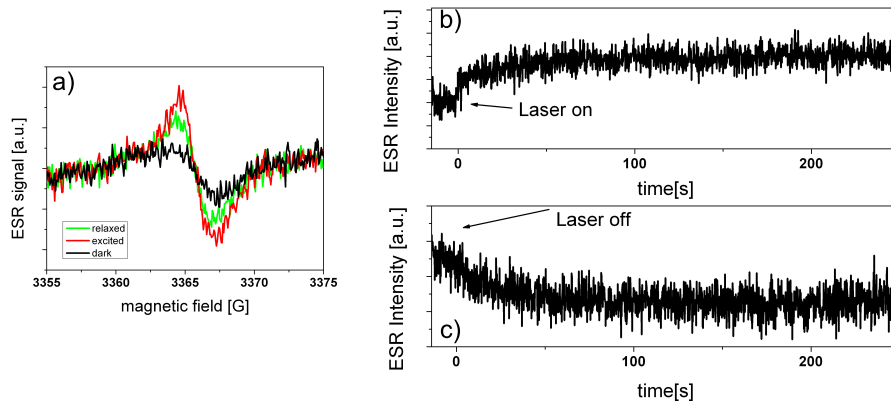 a)
ESR signal [a.u.]
relaxed
excited
dark
3355 3360 3365 3370 3375
magnetic field [G]
b)
ESR Intensity [a.u.]
Laser on
0 100 200
time[s]
Laser off
ESR Intensity [a.u.]
c)
0 100 200
time[s]